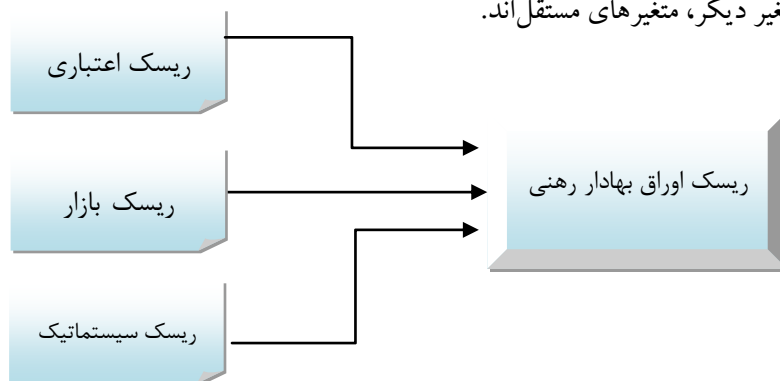 غیر دیگر، متغیرهای مستقل‌اند.
ریسک اعتباری
ریسک اوراق بهادار رهنی
ریسک بازار
ریسک سیستماتیک